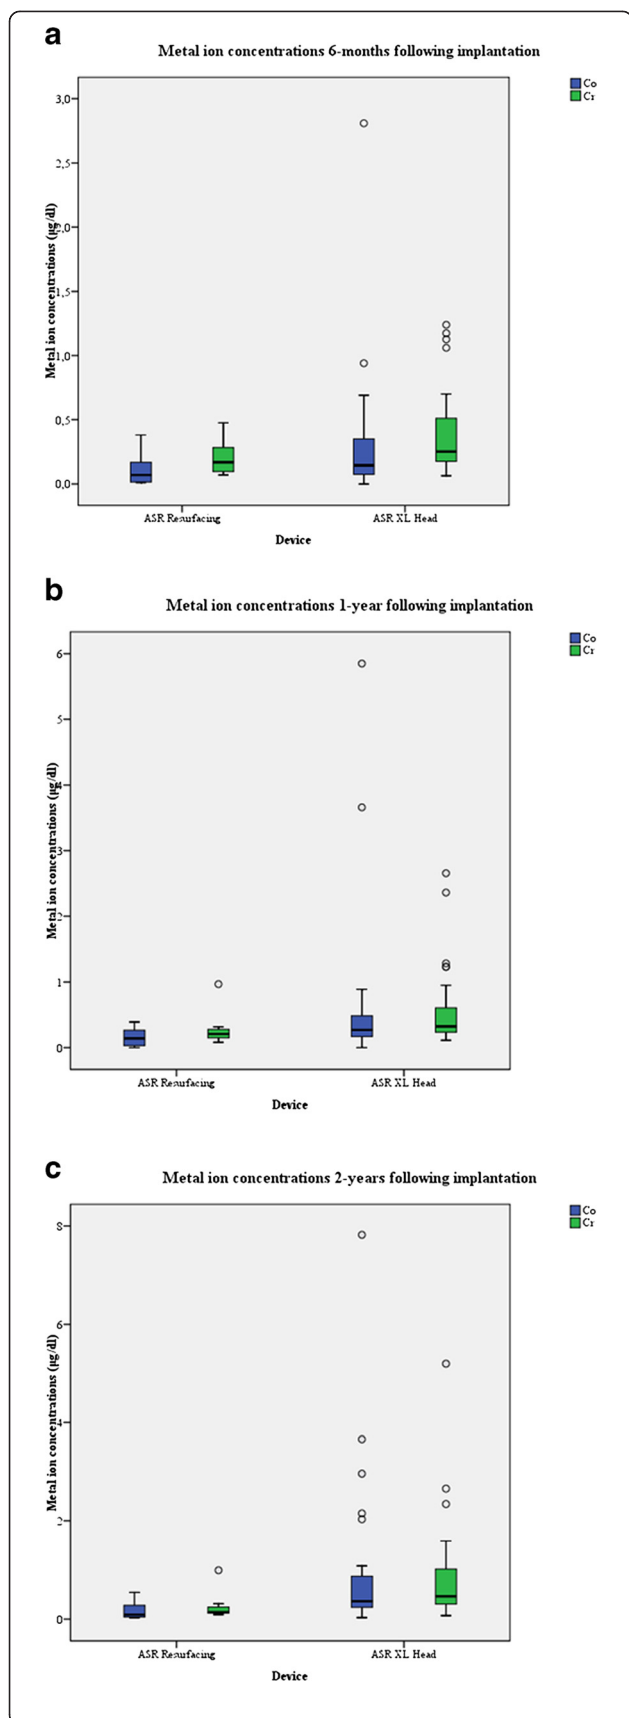 a
Metal ion concentrations 6-months following implantation
Co
Cr
3,0
2,5
2,0
1,5
1,0
0,5
0,0
Metal ion concentrations (µg/dl)
ASR Resurfacing
ASR XL Head
Device
b
Metal ion concentrations 1-year following implantation
Co
Cr
6
5
4
3
2
1
0
Metal ion concentrations (µg/dl)
ASR Resurfacing
ASR XL Head
Device
c
Metal ion concentrations 2-years following implantation
Co
Cr
8
6
4
2
0
Metal ion concentrations (µg/dl)
ASR Resurfacing
ASR XL Head
Device